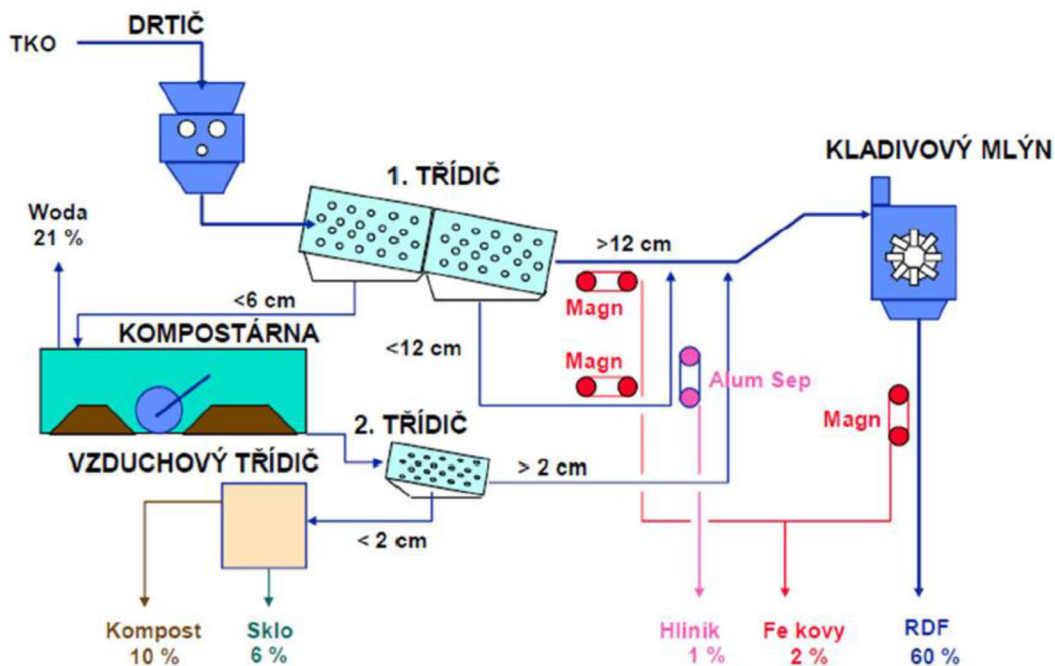 DRTIČ
TKO
KLADIVOVÝ MLÝN
1. TŘÍDIČ
Woda
21 %
>12 cm
<6 cm
Magn
KOMPOSTÁRNA
<12 cm
Magn
Alum Sep
Magn
2. TŘÍDIČ
VZDUCHOVÝ TŘÍDIČ
> 2 cm
< 2 cm
Kompost
10 %
Sklo
6 %
Hliník
1 %
Fe kovy
2 %
RDF
60 %